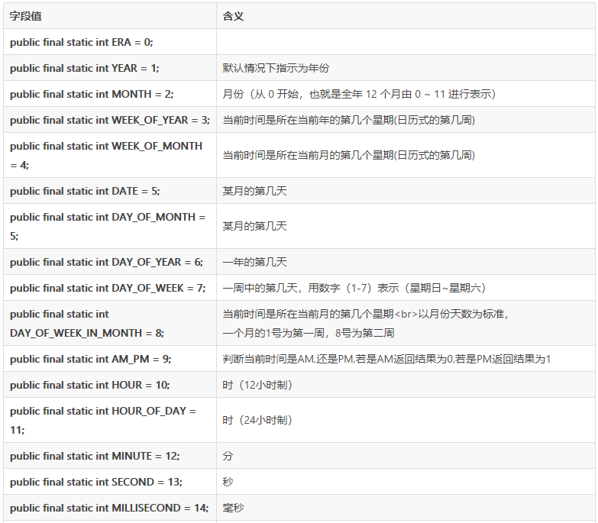 字段值 含义
public final static int ERA = 0;
public final static int YEAR = 1; 默认情况下指示为年份
public final static int MONTH = 2; 月份（从 0 开始，也就是全年 12 个月由 0 ~ 11 进行表示）
public final static int WEEK_OF_YEAR = 3; 当前时间是所在当前年的第几个星期(日历式的第几周)
public final static int WEEK_OF_MONTH
= 4;
当前时间是所在当前月的第几个星期(日历式的第几周)
public final static int DATE = 5; 某月的第几天
public final static int DAY_OF_MONTH =
5;
某月的第几天
public final static int DAY_OF_YEAR = 6; 一年的第几天
public final static int DAY_OF_WEEK = 7; 一周中的第几天，用数字（1-7）表示（星期日~星期六）
public final static int
DAY_OF_WEEK_IN_MONTH = 8;
当前时间是所在当前月的第几个星期<br>以月份天数为标准，
一个月的1号为第一周，8号为第二周
public final static int AM_PM = 9; 判断当前时间是AM,还是PM,若是AM返回结果为0,若是PM返回结果为1
public final static int HOUR = 10; 时（12小时制）
public final static int HOUR_OF_DAY =
11;
时（24小时制）
public final static int MINUTE = 12; 分
public final static int SECOND = 13; 秒
public final static int MILLISECOND = 14; 毫秒